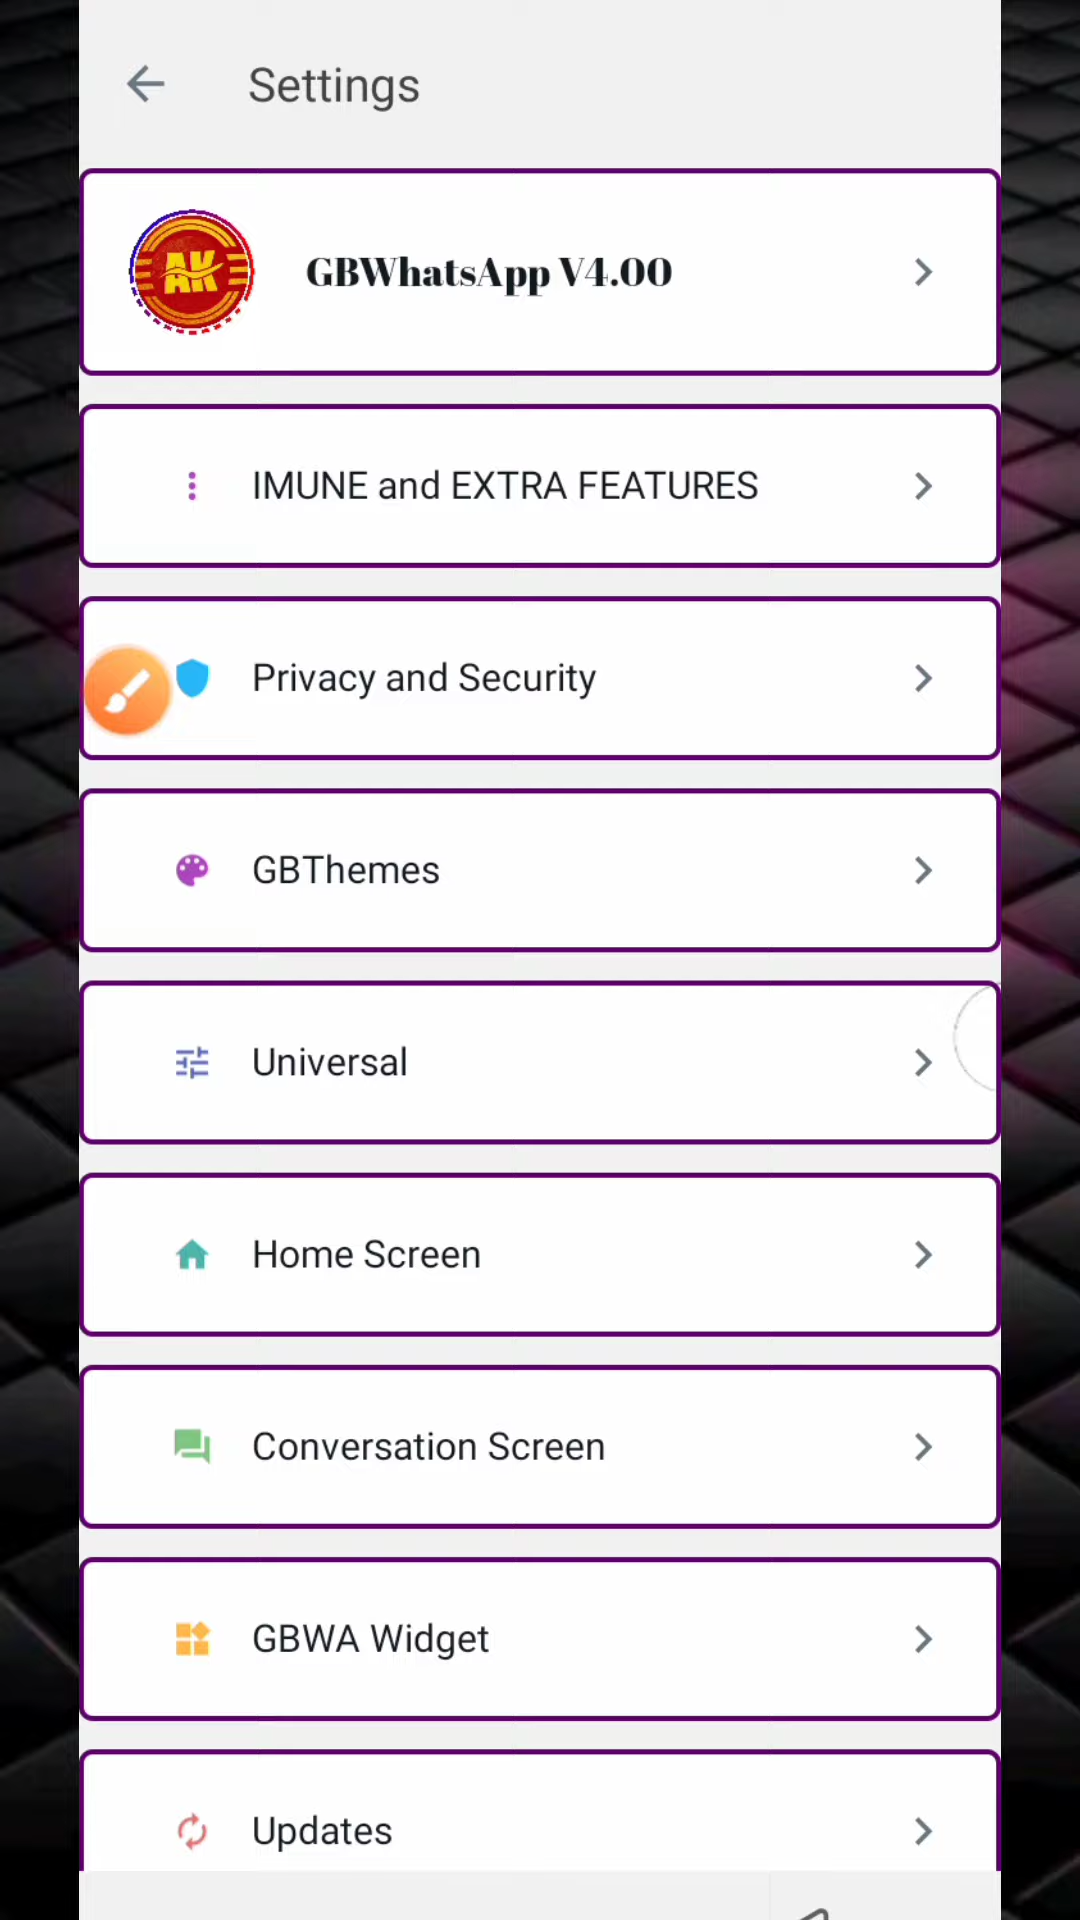 Settings
AK
GBWhatsApp V4.00
IMUNE and EXTRA FEATURES
Privacy and Security
GBThemes
Universal
Home Screen
Conversation Screen
GBWA Widget
Updates